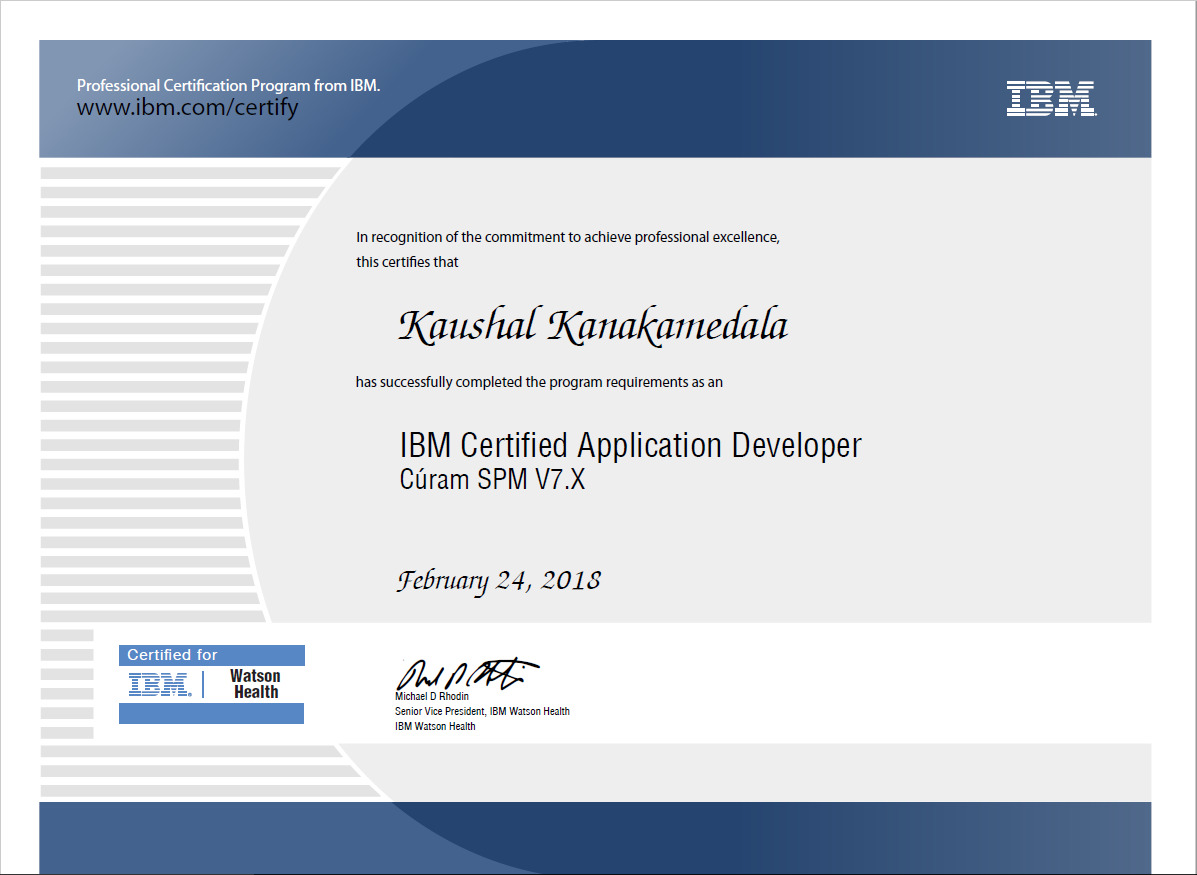 Professional Certification Program from IBM.
www.ibm.com/certify
IBM
In recognition of the commitment to achieve professional excellence,
this certifies that
Kaushal Kanakamedala
has successfully completed the program requirements as an
IBM Certified Application Developer
Cúram SPM V7.X
February 24, 2018
Certified for
IBM | Watson
Health
Michael D Rhodin
Senior Vice President, IBM Watson Health
IBM Watson Health